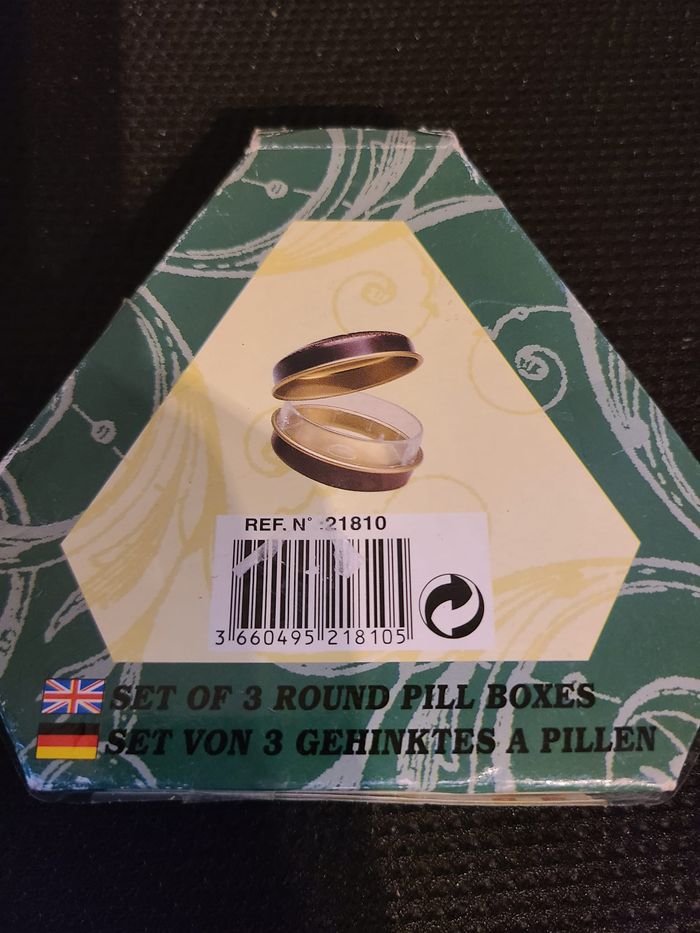 REF. N° :21810
3 660495 218105
SET OF 3 ROUND PILL BOXES
SET VON 3 GEHINKTES A PILLEN